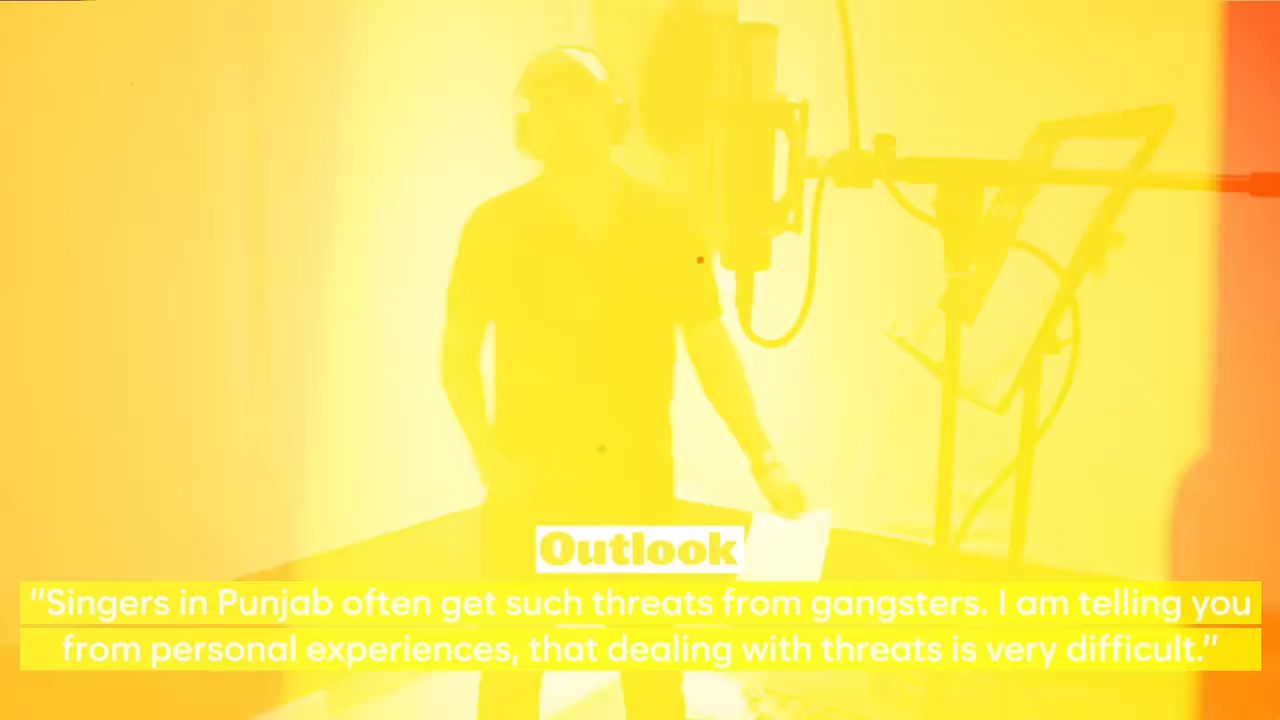 Outlook
“Singers in Punjab often get such threats from gangsters. I am telling you
from personal experiences, that dealing with threats is very difficult.”